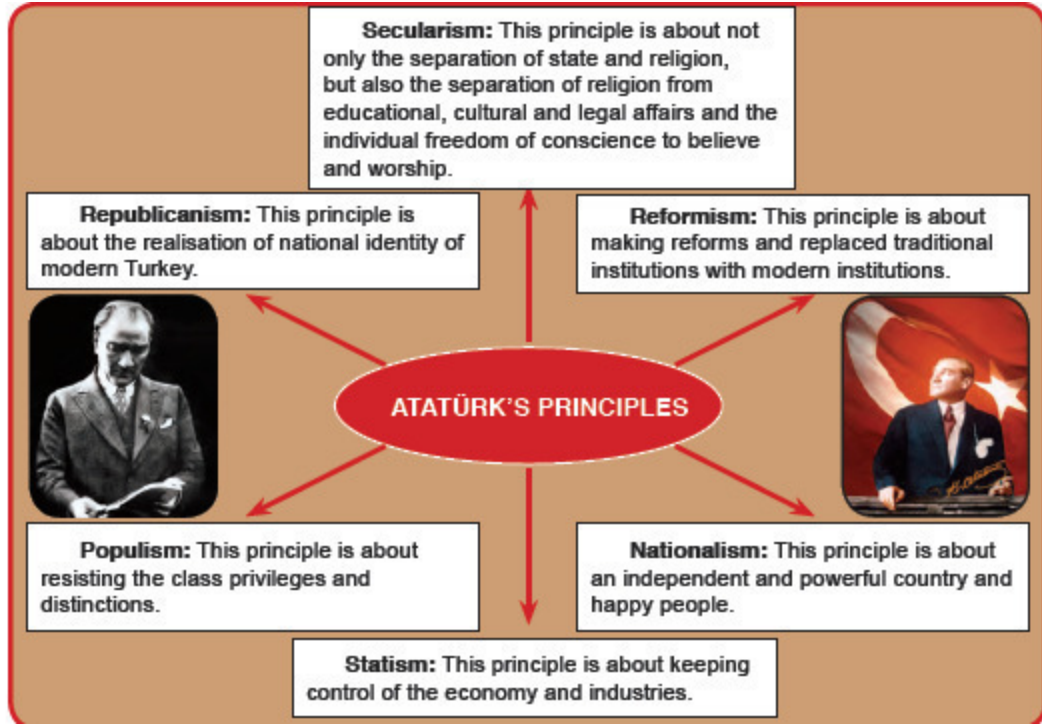 Secularism: This principle is about not
only the separation of state and religion,
but also the separation of religion from
educational, cultural and legal affairs and the
individual freedom of conscience to believe
and worship.
Republicanism: This principle is
about the realisation of national identity of
modern Turkey.
Reformism: This principle is about
making reforms and replaced traditional
institutions with modern institutions.
ATATÜRK'S PRINCIPLES
Populism: This principle is about
resisting the class privileges and
distinctions.
Nationalism: This principle is about
an independent and powerful country and
happy people.
Statism: This principle is about keeping
control of the economy and industries.